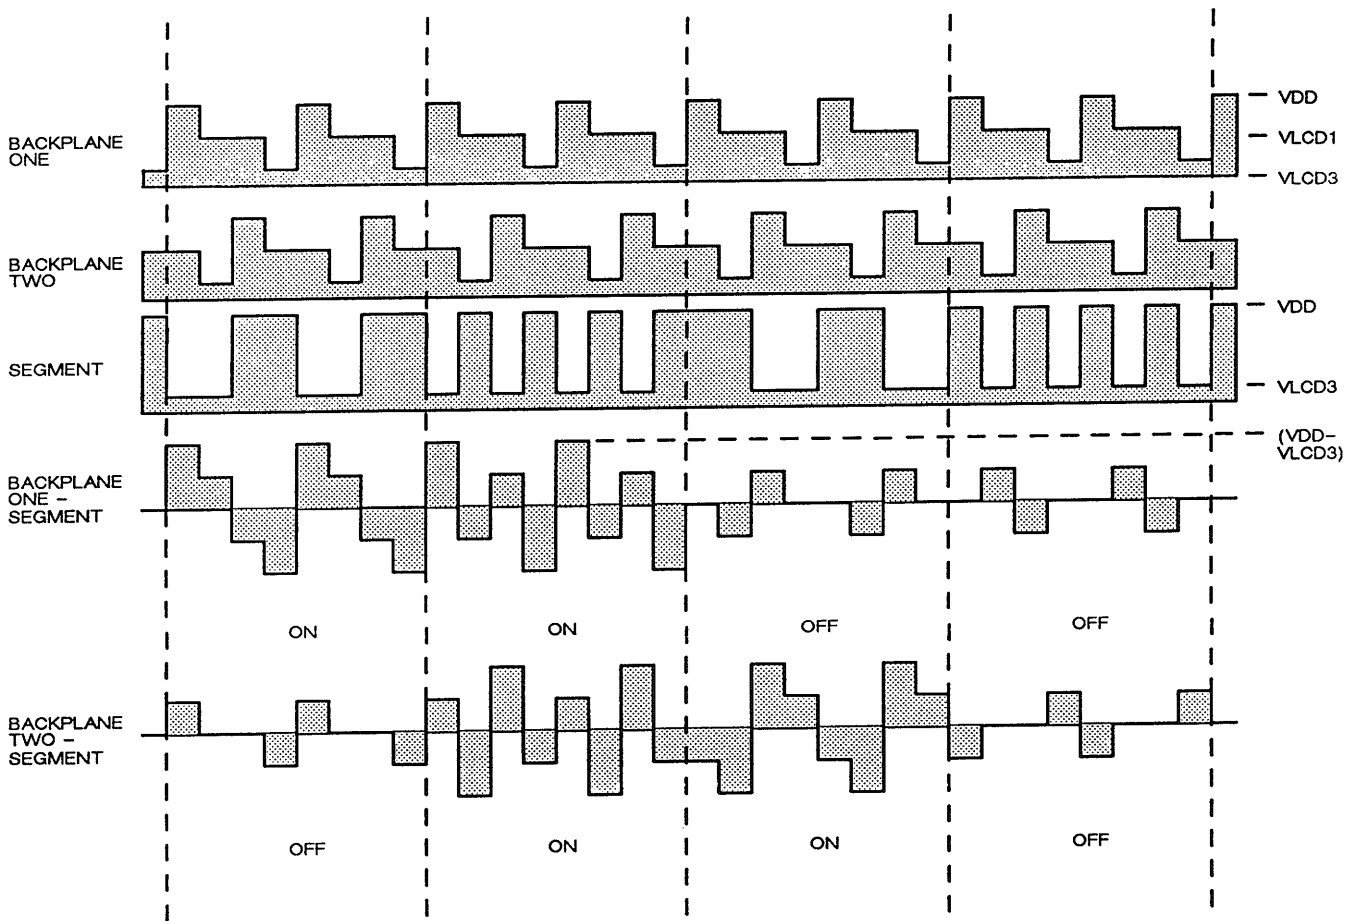 VDD
BACKPLANE
ONE
VLCD1
VLCD3
BACKPLANE
TWO
VDD
SEGMENT
VLCD3
(VDD–
VLCD3)
BACKPLANE
ONE –
SEGMENT
ON
ON
OFF
OFF
BACKPLANE
TWO –
SEGMENT
OFF
ON
ON
OFF